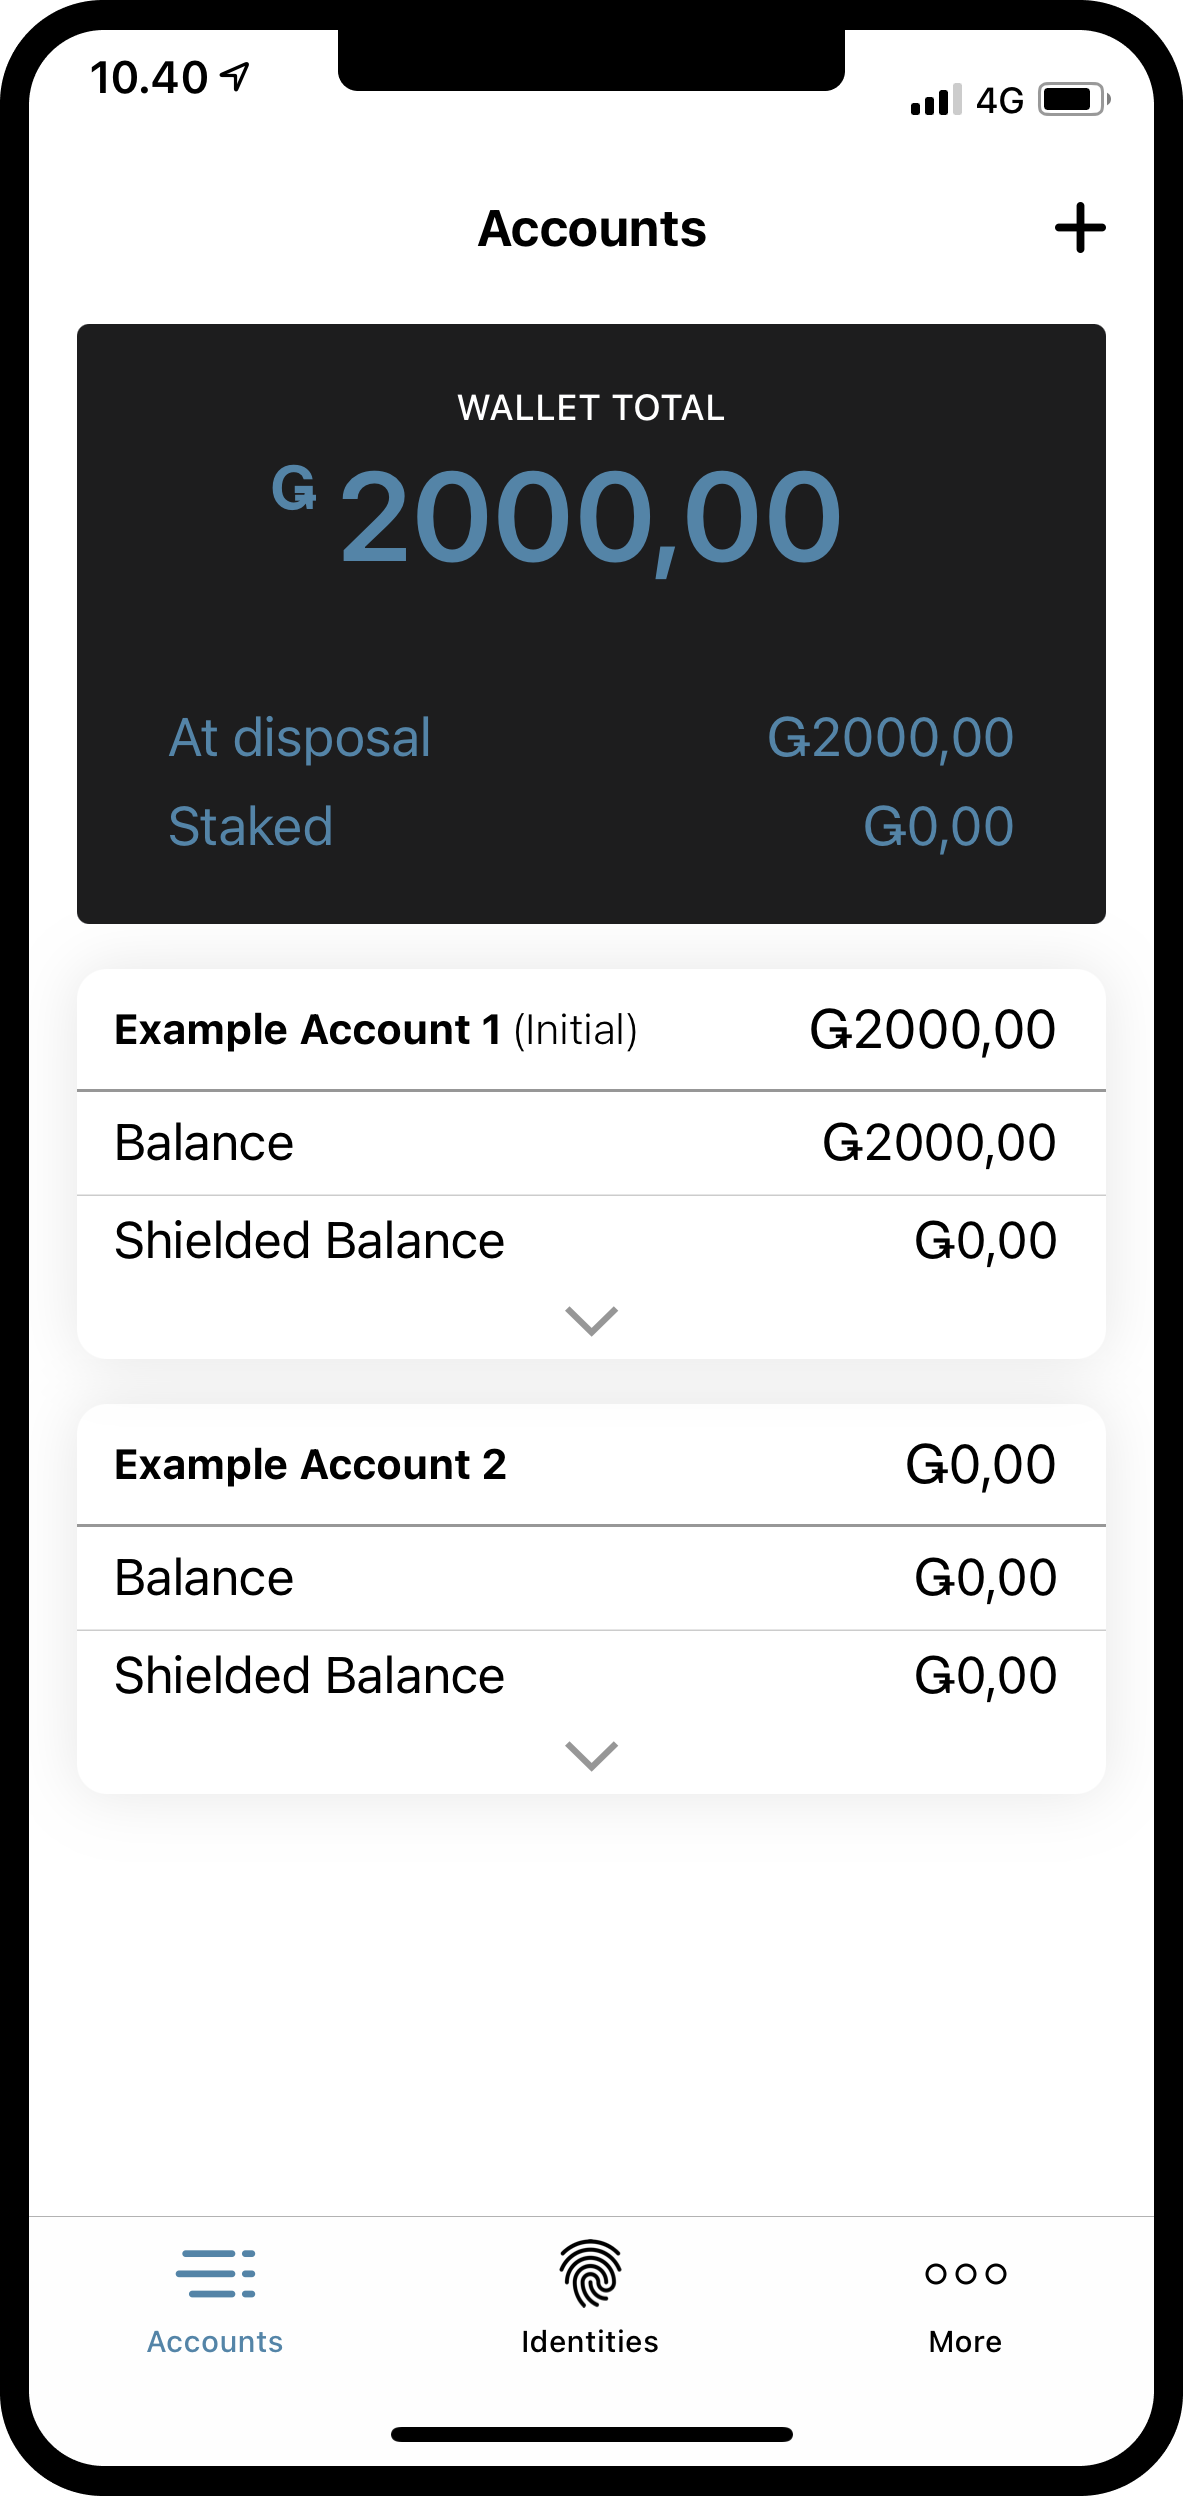 10.40
4G
Accounts
WALLET TOTAL
Ǥ 2000,00
At disposal Ǥ2000,00
Staked Ǥ0,00
Example Account 1 (Initial) Ǥ2000,00
Balance Ǥ2000,00
Shielded Balance Ǥ0,00
Example Account 2 Ǥ0,00
Balance Ǥ0,00
Shielded Balance Ǥ0,00
Accounts Identities More